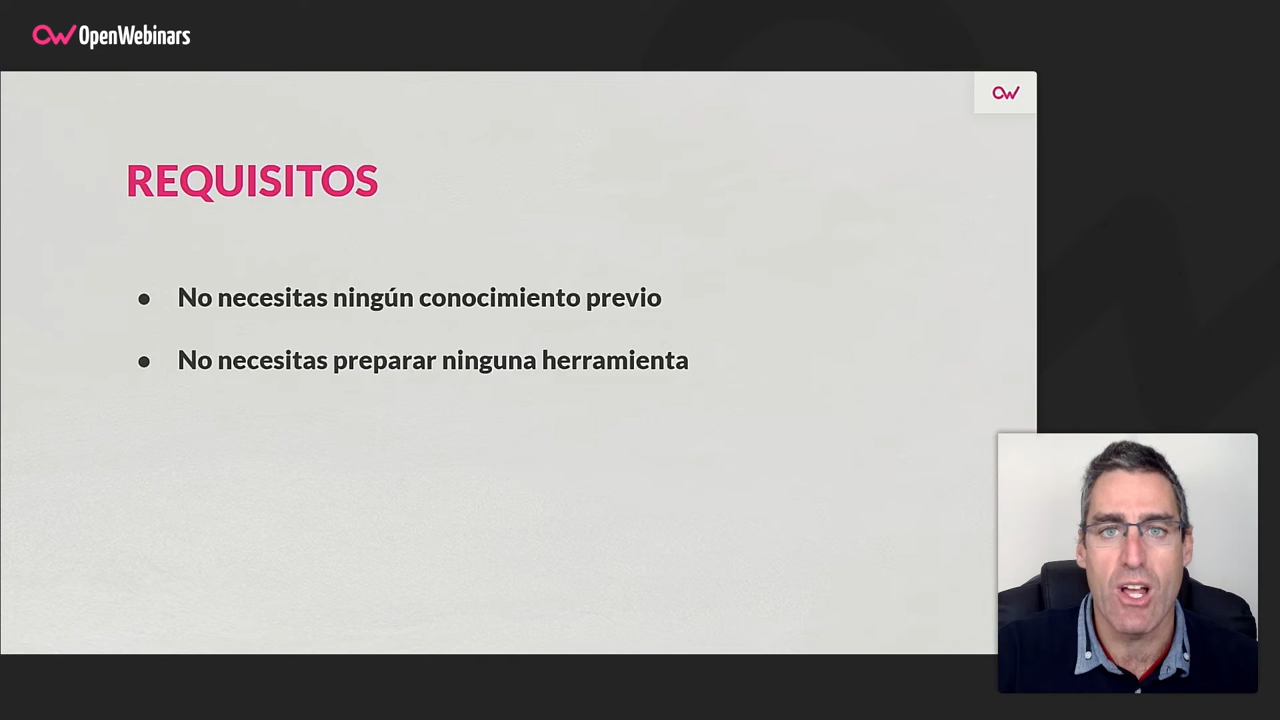 OpenWebinars
REQUISITOS
● No necesitas ningún conocimiento previo
● No necesitas preparar ninguna herramienta